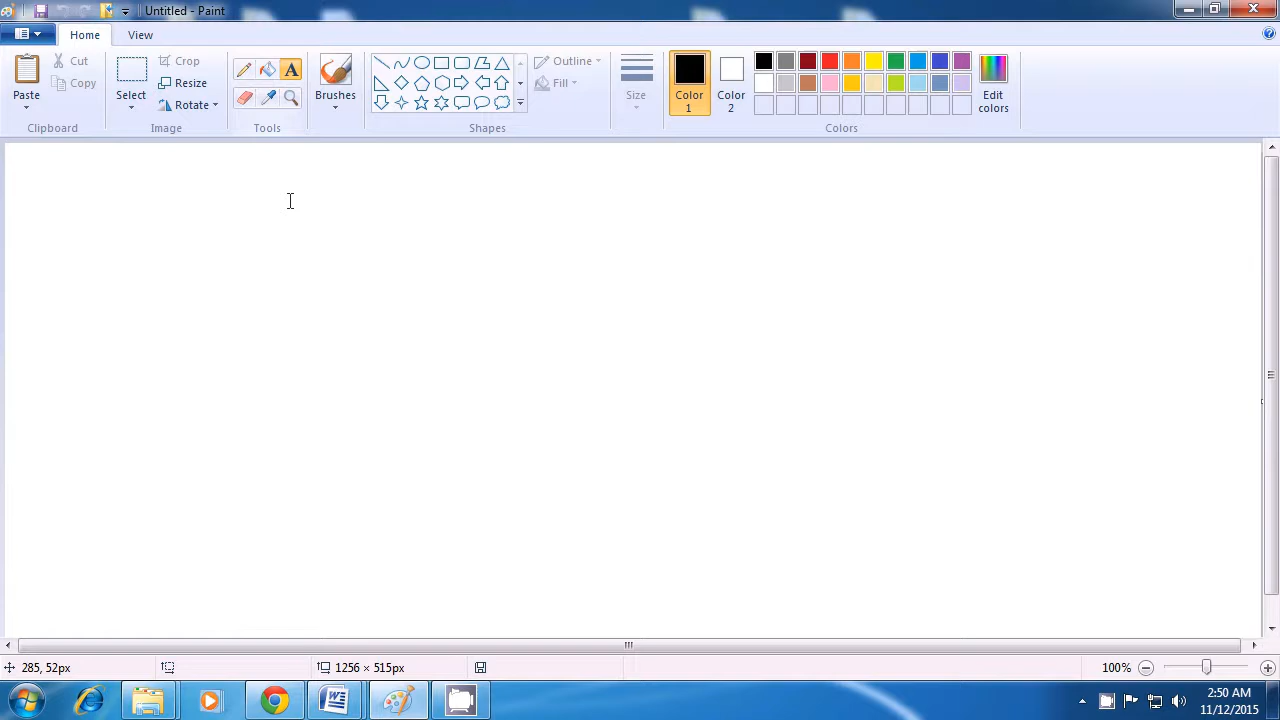 Untitled - Paint
Home View
Paste Cut Copy
Clipboard
Select Crop Resize Rotate
Image
A
Tools
Brushes
Outline Fill
Shapes
Size
Color 1 Color 2 Edit colors
Colors
285, 52px 1256 × 515px 100%
2:50 AM
11/12/2015